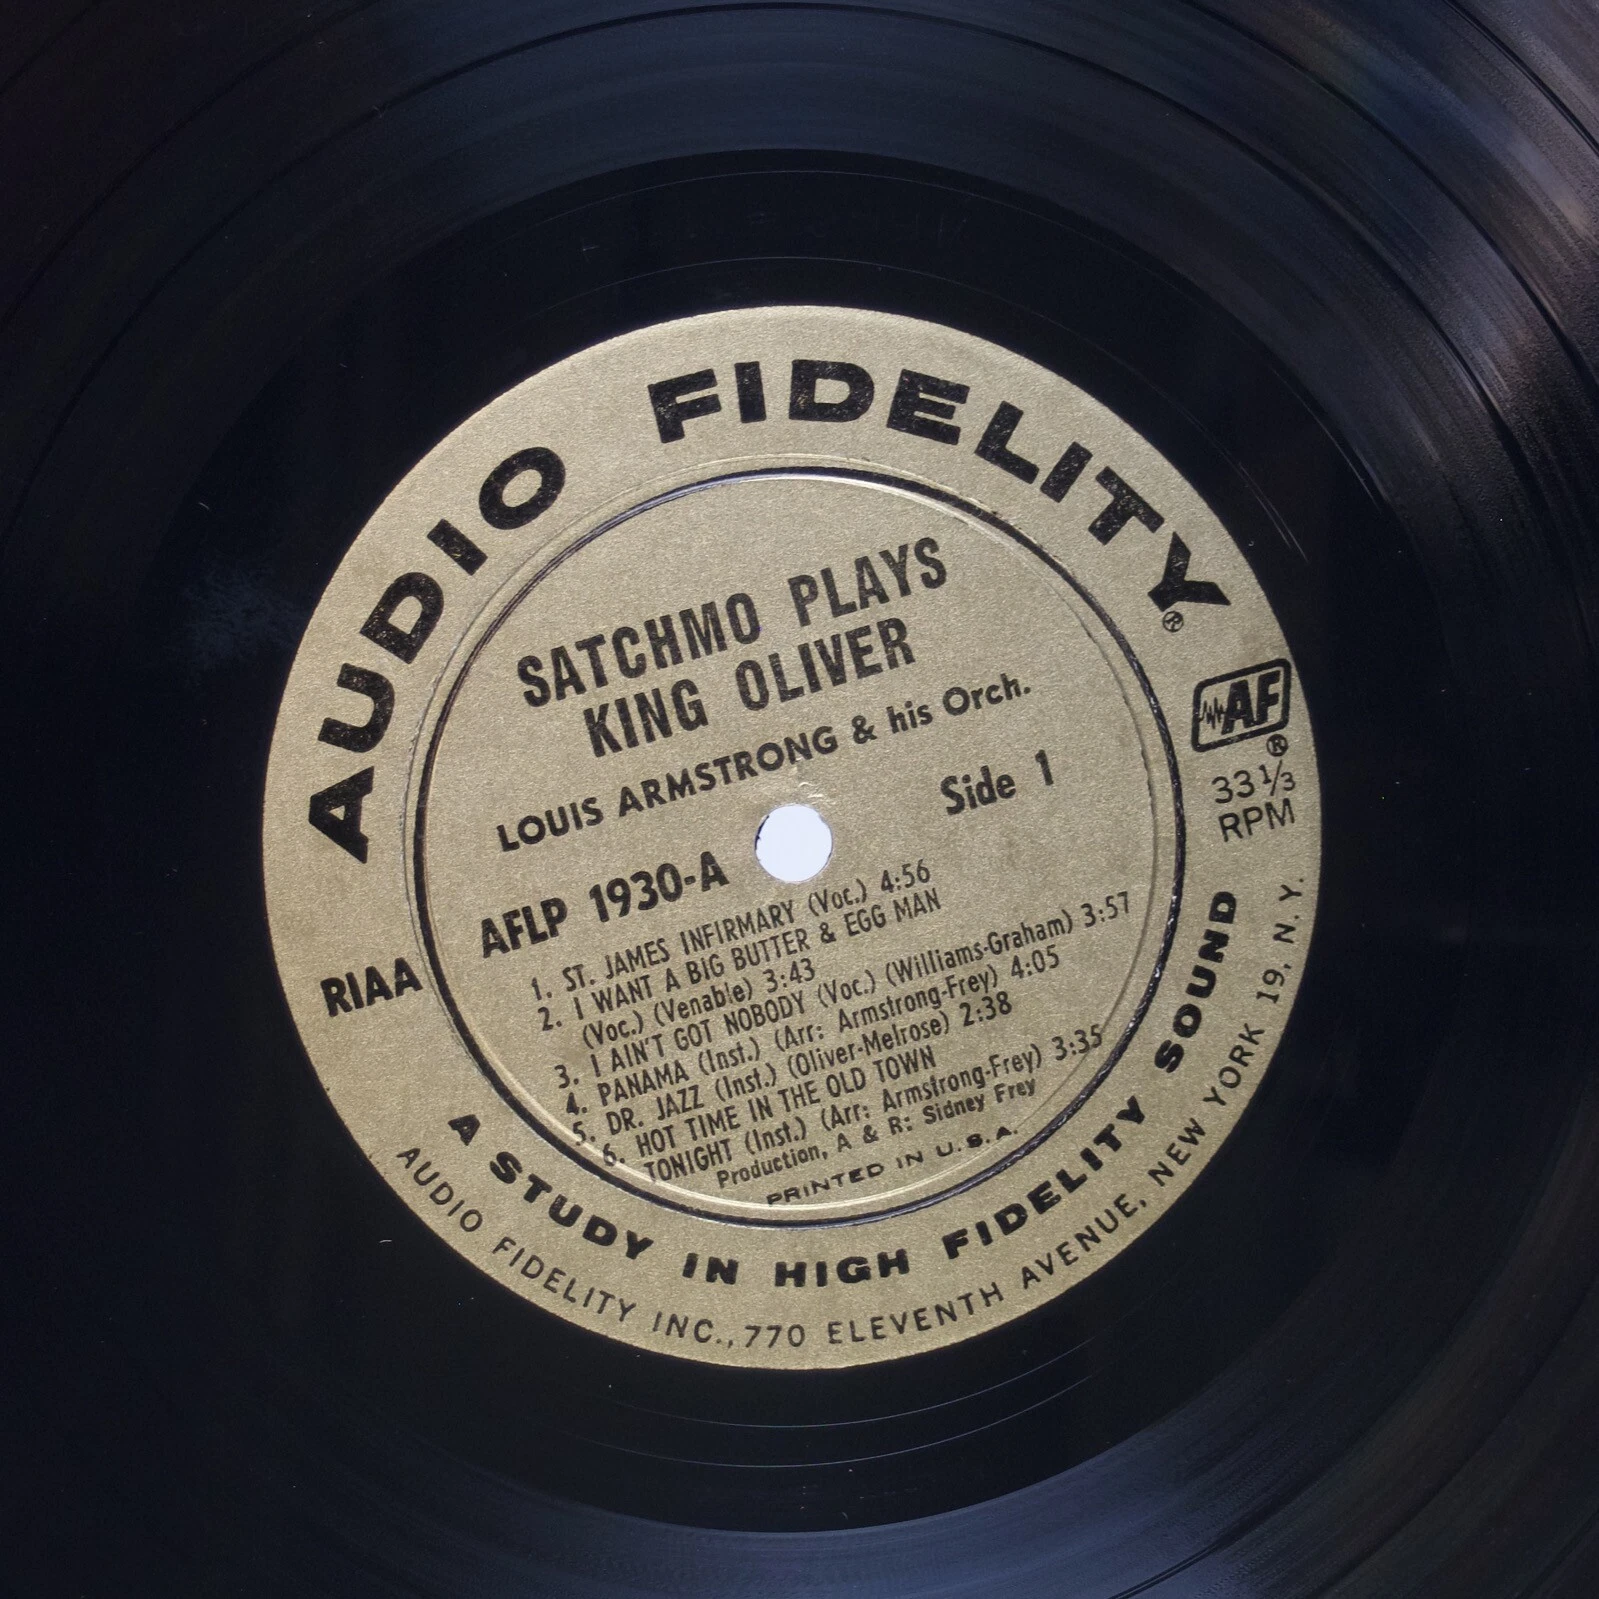 AUDIO FIDELITY®
AF®
33⅓
RPM
SATCHMO PLAYS
KING OLIVER
LOUIS ARMSTRONG & his Orch.
Side 1
AFLP 1930-A
RIAA
1. ST. JAMES INFIRMARY (Voc.) 4:56
2. I WANT A BIG BUTTER & EGG MAN
(Voc.) (Venable) 3:43
3. I AIN'T GOT NOBODY (Voc.) (Williams-Graham) 3:57
4. PANAMA (Inst.) (Arr: Armstrong-Frey) 4:05
5. DR. JAZZ (Inst.) (Oliver-Melrose) 2:38
6. HOT TIME IN THE OLD TOWN
TONIGHT (Inst.) (Arr: Armstrong-Frey) 3:35
Production, A & R: Sidney Frey
PRINTED IN U.S.A.
A STUDY IN HIGH FIDELITY SOUND
AUDIO FIDELITY INC., 770 ELEVENTH AVENUE, NEW YORK 19, N.Y.